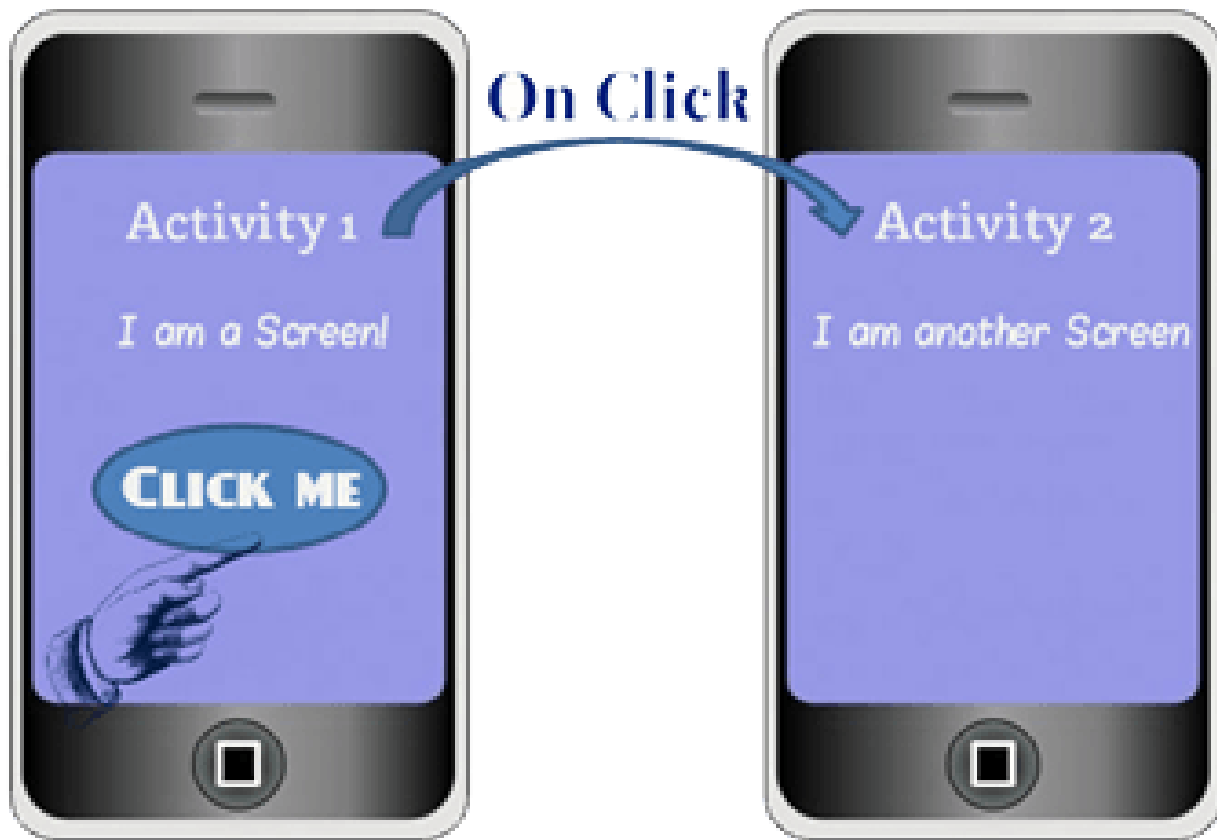 On Click
Activity 1
I am a Screen!
CLICK ME
Activity 2
I am another Screen